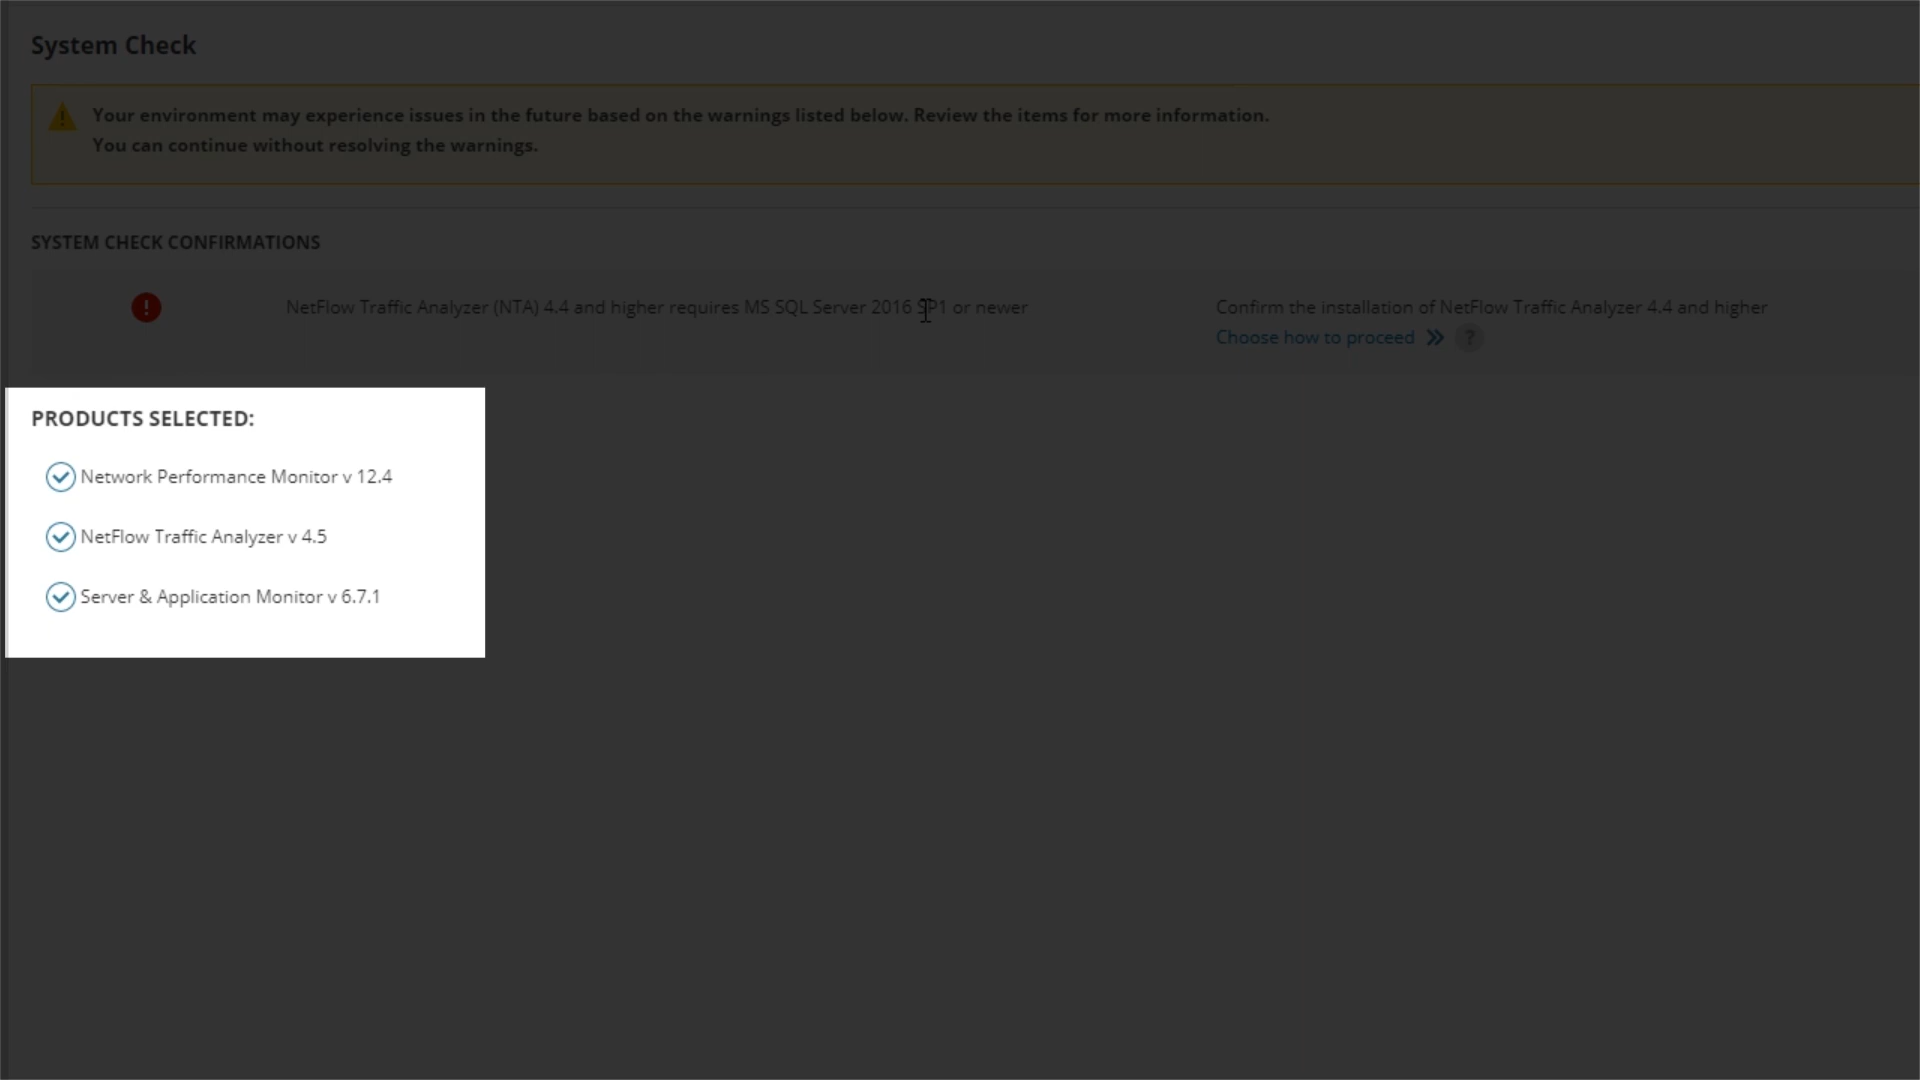 System Check
Your environment may experience issues in the future based on the warnings listed below. Review the items for more information.
You can continue without resolving the warnings.
SYSTEM CHECK CONFIRMATIONS
NetFlow Traffic Analyzer (NTA) 4.4 and higher requires MS SQL Server 2016 SP1 or newer
Confirm the installation of NetFlow Traffic Analyzer 4.4 and higher
Choose how to proceed » ?
PRODUCTS SELECTED:
Network Performance Monitor v 12.4
NetFlow Traffic Analyzer v 4.5
Server & Application Monitor v 6.7.1